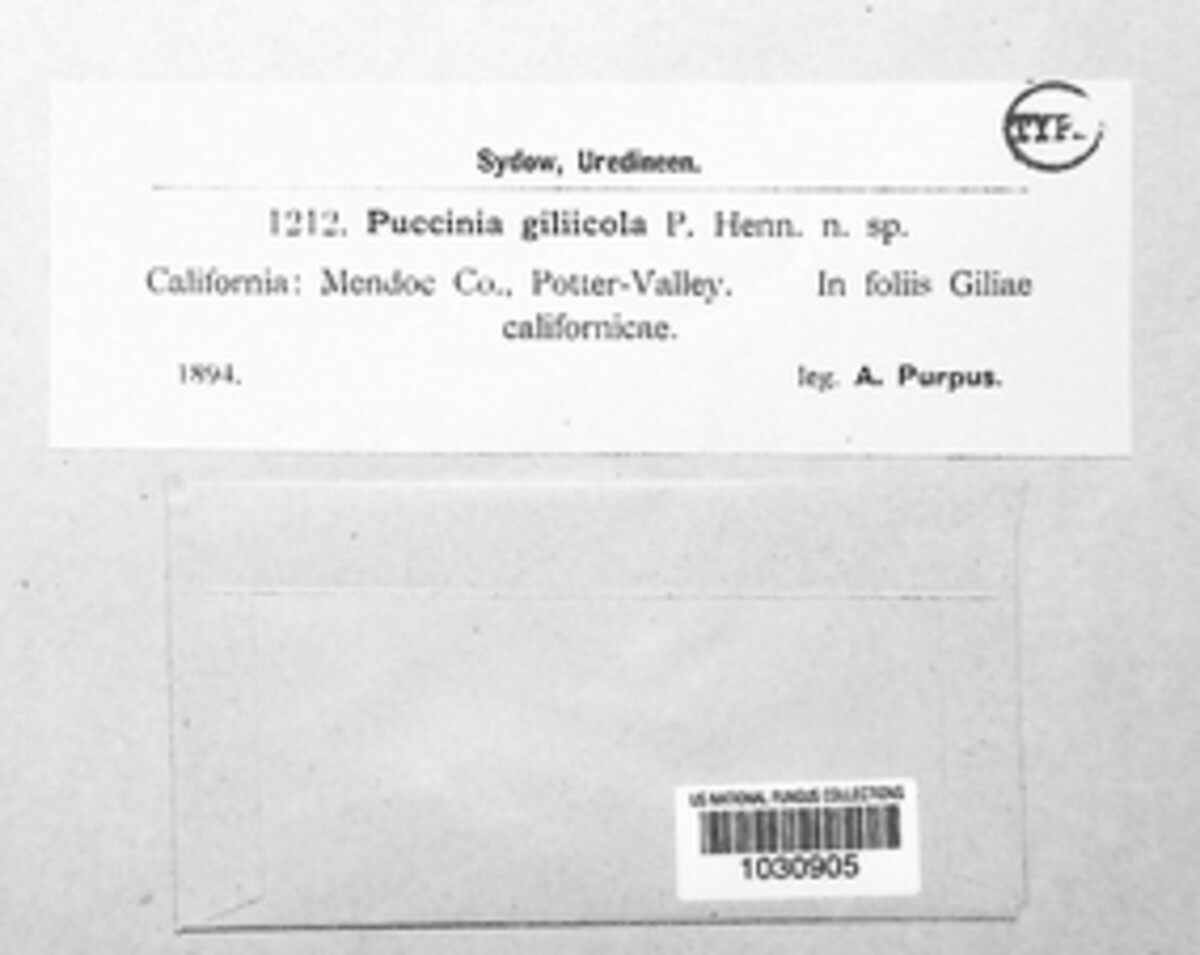 TYP.
Sydow, Uredineen.
1212. Puccinia giliicola P. Henn. n. sp.
California: Mendoc Co., Potter-Valley. In foliis Giliae
californicae.
1894. leg. A. Purpus.
US NATIONAL FUNGUS COLLECTIONS
1030905